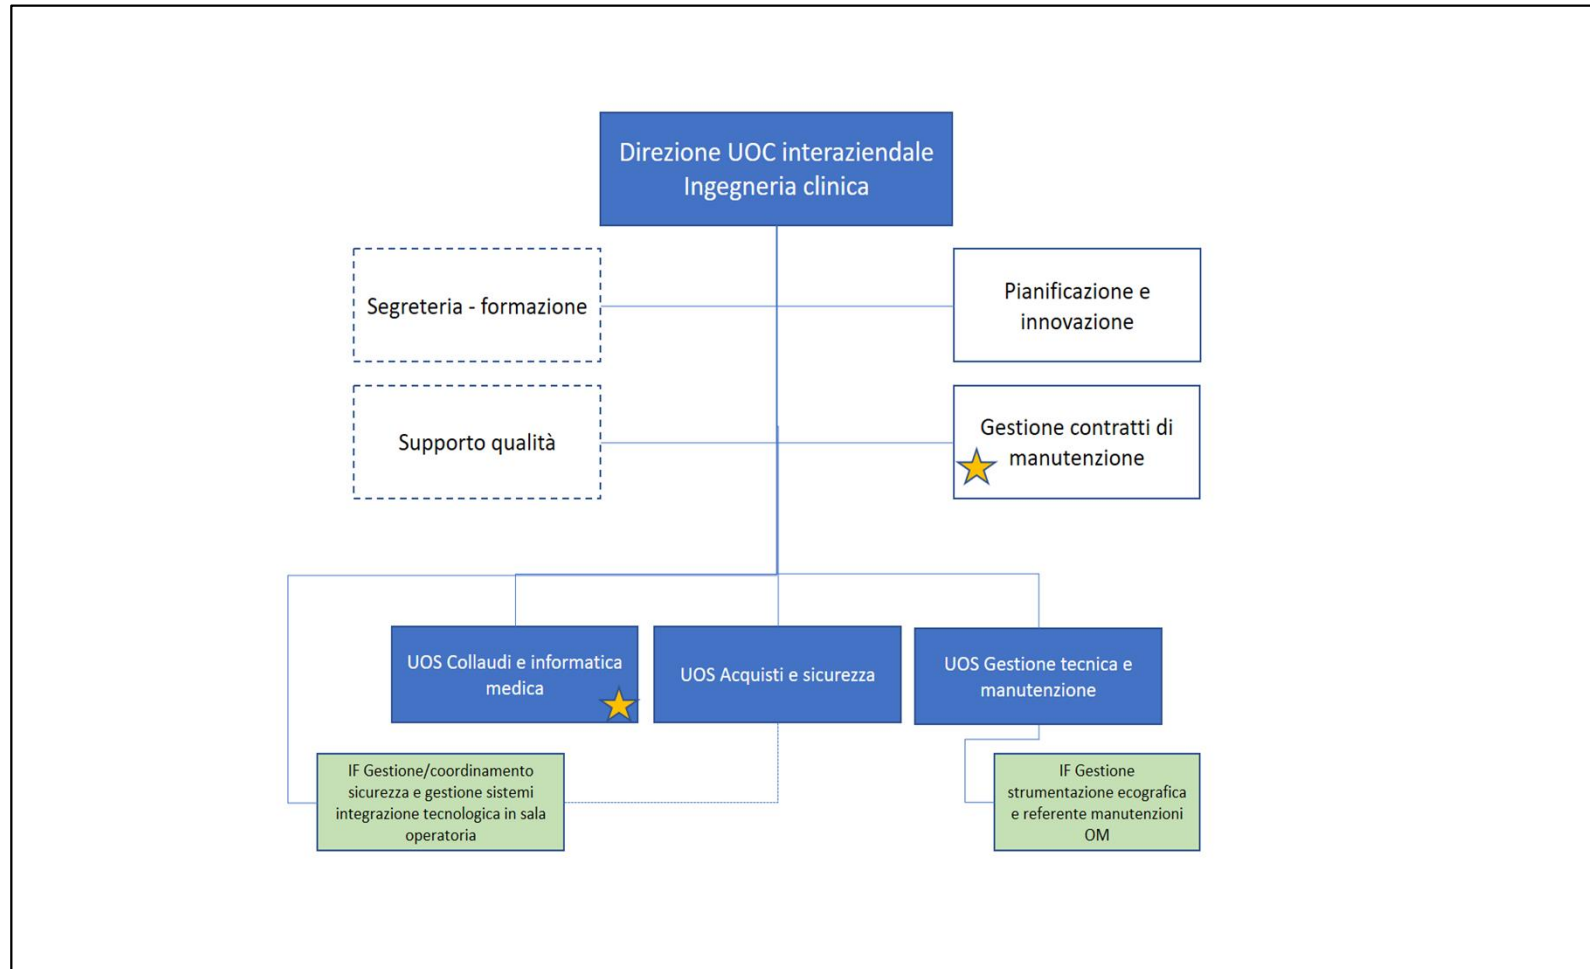 Direzione UOC interaziendale
Ingegneria clinica
Segreteria - formazione
Pianificazione e
innovazione
Supporto qualità
Gestione contratti di
manutenzione
UOS Collaudi e informatica
medica
UOS Acquisti e sicurezza
UOS Gestione tecnica e
manutenzione
IF Gestione/coordinamento
sicurezza e gestione sistemi
integrazione tecnologica in sala
operatoria
IF Gestione
strumentazione ecografica
e referente manutenzioni
OM